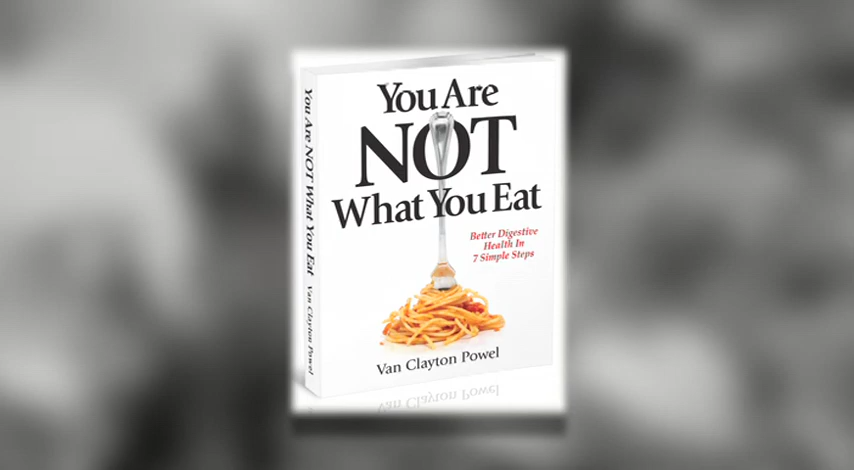 You Are
NOT
What You Eat
Better Digestive
Health In
7 Simple Steps
Van Clayton Powel
You Are NOT What You Eat Van Clayton Powel